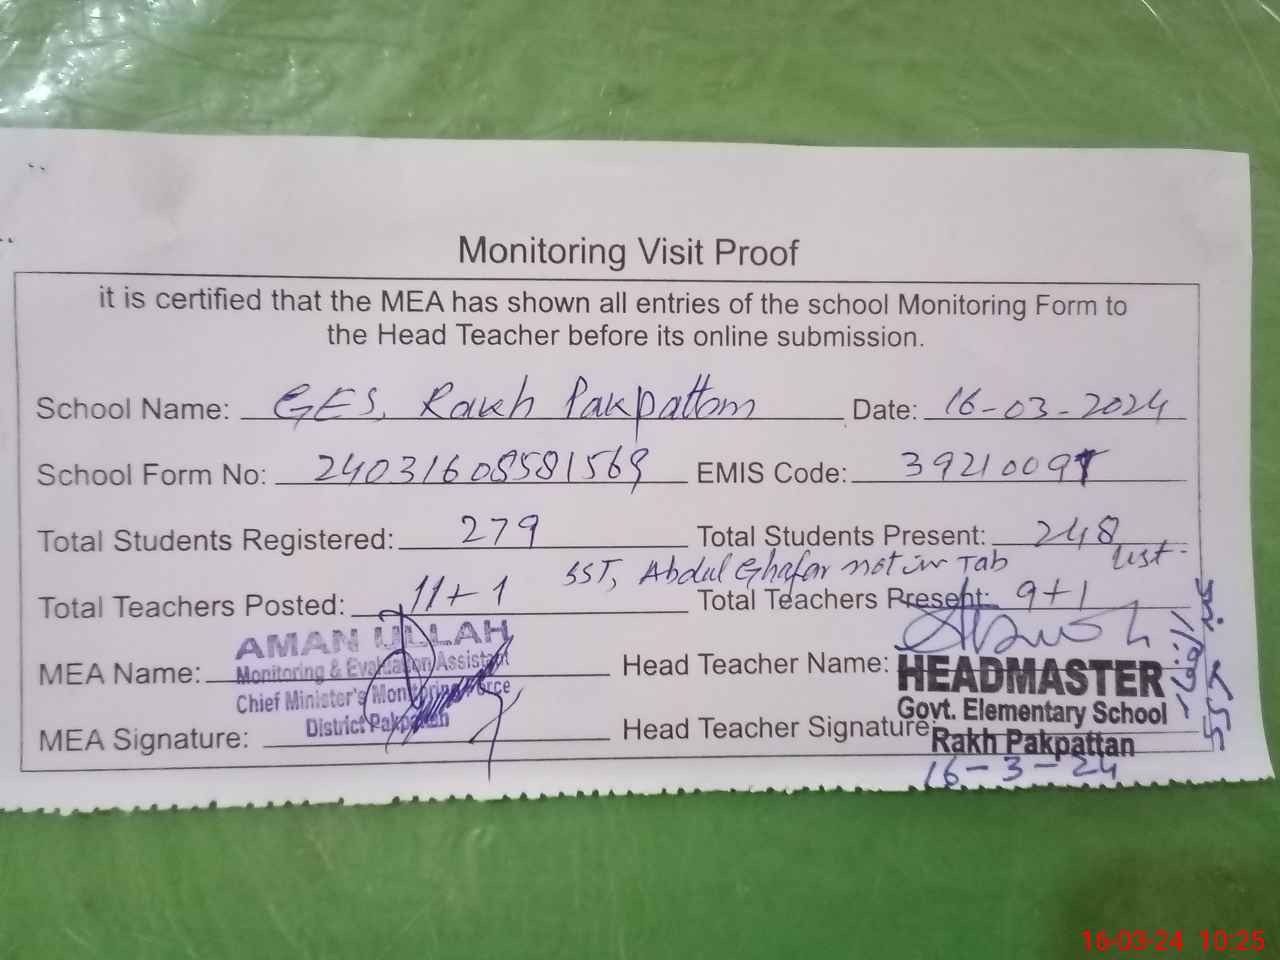 Monitoring Visit Proof
it is certified that the MEA has shown all entries of the school Monitoring Form to
the Head Teacher before its online submission.
School Name: GES, Rakh Pakpattan Date: 16-03-2024
School Form No: 24031608581569 EMIS Code: 39210091
Total Students Registered: 279 Total Students Present: 248
SST, Abdul Ghafar not in Tab list.
Total Teachers Posted: 11+1 Total Teachers Present: 9+1
MEA Name: AMAN ULLAH
Monitoring & Evaluation Assistant
Chief Minister's Monitoring Force
District Pakpattan
MEA Signature:
Head Teacher Name:
HEADMASTER
Govt. Elementary School
Head Teacher Signature
Rakh Pakpattan
16-3-24
16-03-24 10:25